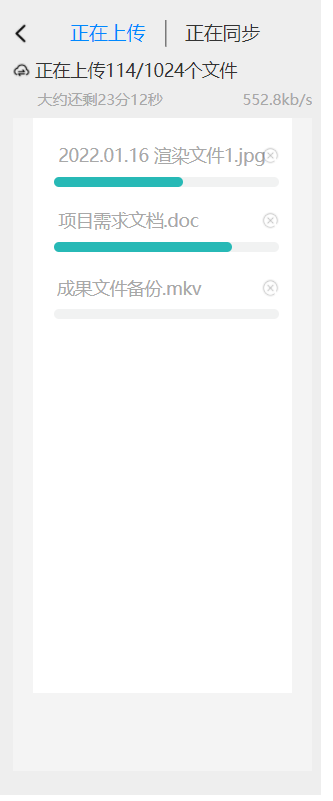 正在上传 | 正在同步
正在上传114/1024个文件
大约还剩23分12秒 552.8kb/s
2022.01.16 渲染文件1.jpg
项目需求文档.doc
成果文件备份.mkv